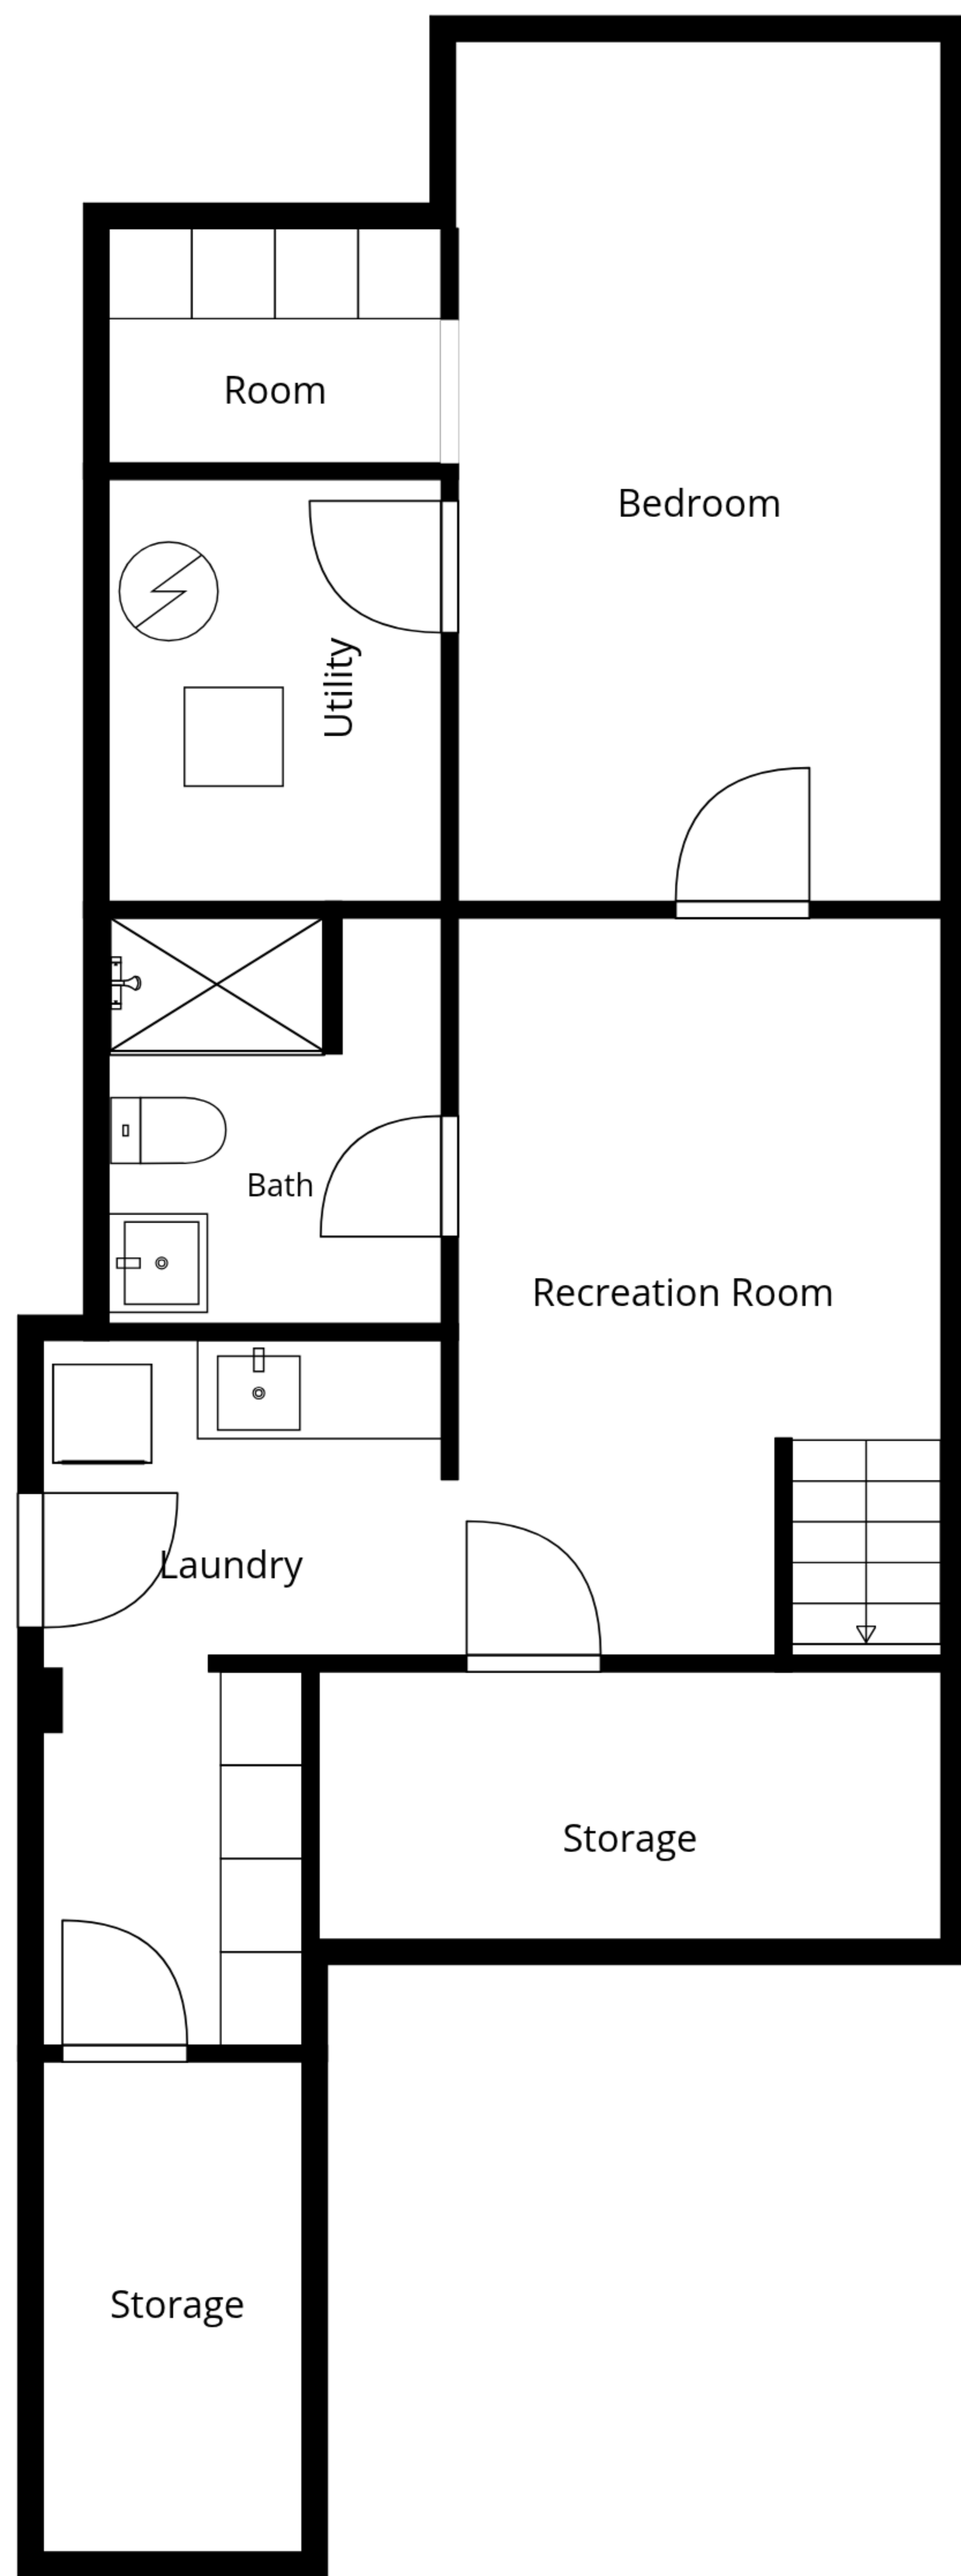 Room
Bedroom
Utility
Bath
Recreation Room
Laundry
Storage
Storage